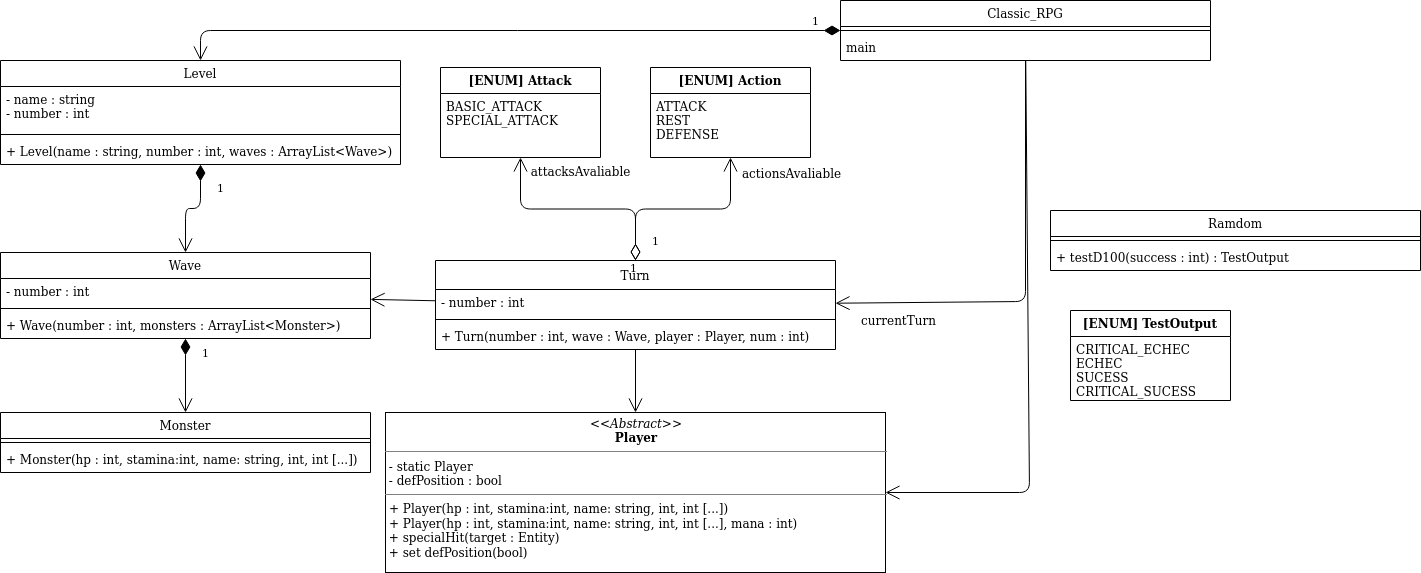 Classic_RPG
main
1
Level
- name : string
- number : int
+ Level(name : string, number : int, waves : ArrayList<Wave>)
1
[ENUM] Attack
BASIC_ATTACK
SPECIAL_ATTACK
attacksAvaliable
[ENUM] Action
ATTACK
REST
DEFENSE
actionsAvaliable
1
1
Turn
- number : int
+ Turn(number : int, wave : Wave, player : Player, num : int)
currentTurn
Ramdom
+ testD100(success : int) : TestOutput
[ENUM] TestOutput
CRITICAL_ECHEC
ECHEC
SUCESS
CRITICAL_SUCESS
Wave
- number : int
+ Wave(number : int, monsters : ArrayList<Monster>)
1
Monster
+ Monster(hp : int, stamina:int, name: string, int, int [...])
<<Abstract>>
Player
- static Player
- defPosition : bool
+ Player(hp : int, stamina:int, name: string, int, int [...])
+ Player(hp : int, stamina:int, name: string, int, int [...], mana : int)
+ specialHit(target : Entity)
+ set defPosition(bool)